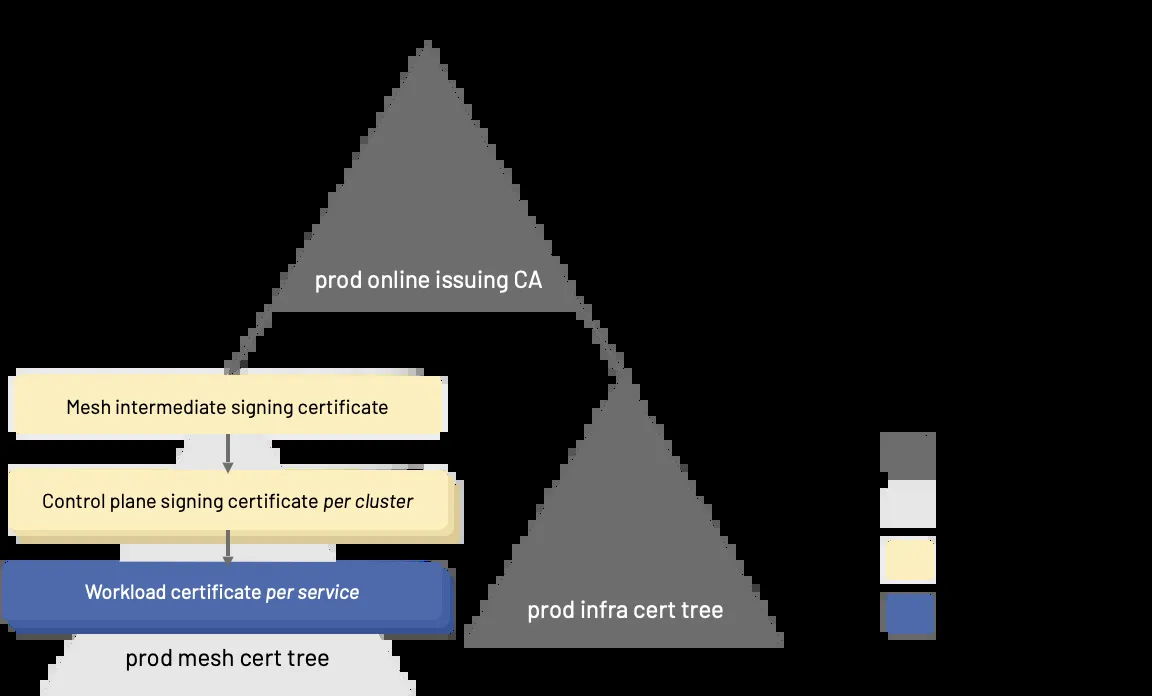 prod online issuing CA
Mesh intermediate signing certificate
Control plane signing certificate per cluster
Workload certificate per service
prod infra cert tree
prod mesh cert tree